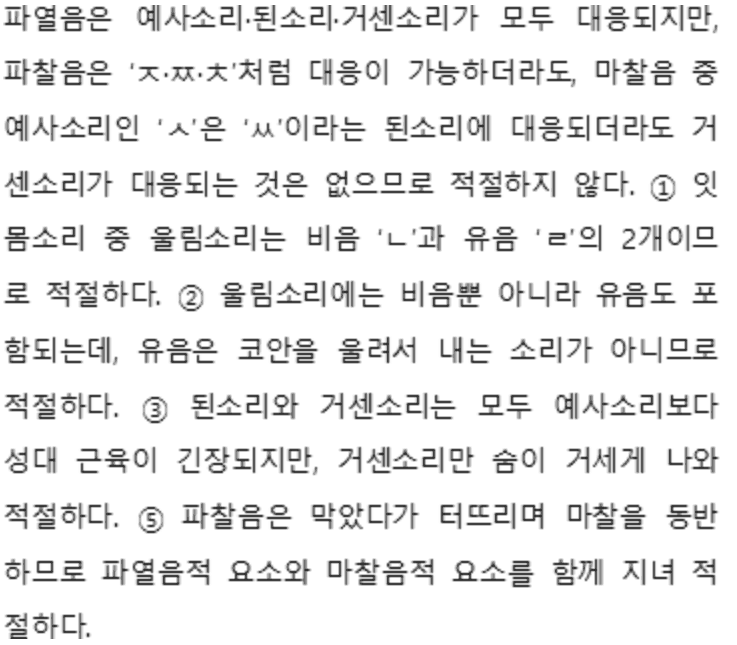 파열음은 예사소리·된소리·거센소리가 모두 대응되지만,
파찰음은 ‘ㅈ·ㅉ·ㅊ’처럼 대응이 가능하더라도, 마찰음 중
예사소리인 ‘ㅅ’은 ‘ㅆ’이라는 된소리에 대응되더라도 거
센소리가 대응되는 것은 없으므로 적절하지 않다. ① 잇
몸소리 중 울림소리는 비음 ‘ㄴ’과 유음 ‘ㄹ’의 2개이므
로 적절하다. ② 울림소리에는 비음뿐 아니라 유음도 포
함되는데, 유음은 코안을 울려서 내는 소리가 아니므로
적절하다. ③ 된소리와 거센소리는 모두 예사소리보다
성대 근육이 긴장되지만, 거센소리만 숨이 거세게 나와
적절하다. ⑤ 파찰음은 막았다가 터뜨리며 마찰을 동반
하므로 파열음적 요소와 마찰음적 요소를 함께 지녀 적
절하다.